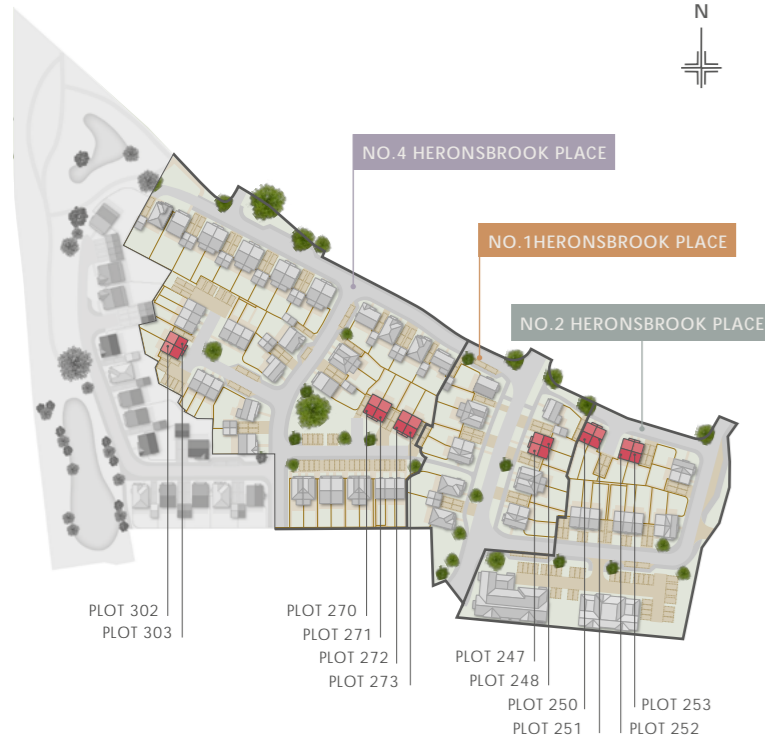 N
NO.4 HERONSBROOK PLACE
NO.1HERONSBROOK PLACE
NO.2 HERONSBROOK PLACE
PLOT 302
PLOT 303
PLOT 270
PLOT 271
PLOT 272
PLOT 273
PLOT 247
PLOT 248
PLOT 250
PLOT 251
PLOT 253
PLOT 252